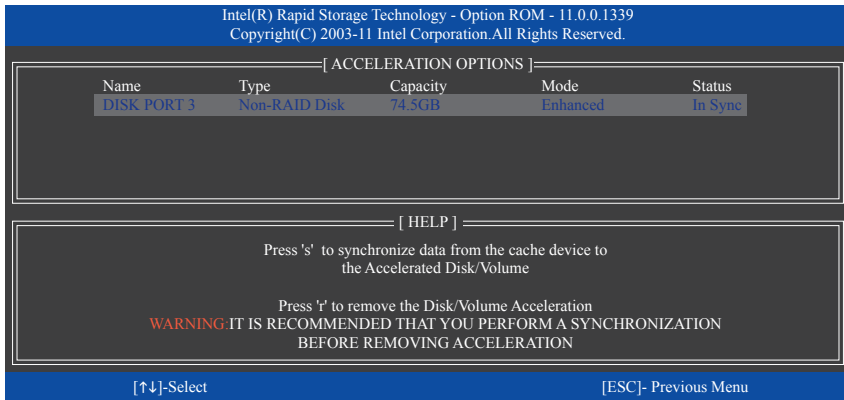 Intel(R) Rapid Storage Technology - Option ROM - 11.0.0.1339
Copyright(C) 2003-11 Intel Corporation.All Rights Reserved.
[ ACCELERATION OPTIONS ]
Name Type Capacity Mode Status
DISK PORT 3 Non-RAID Disk 74.5GB Enhanced In Sync
[ HELP ]
Press 's' to synchronize data from the cache device to
the Accelerated Disk/Volume
Press 'r' to remove the Disk/Volume Acceleration
WARNING:IT IS RECOMMENDED THAT YOU PERFORM A SYNCHRONIZATION
BEFORE REMOVING ACCELERATION
[↑↓]-Select [ESC]- Previous Menu